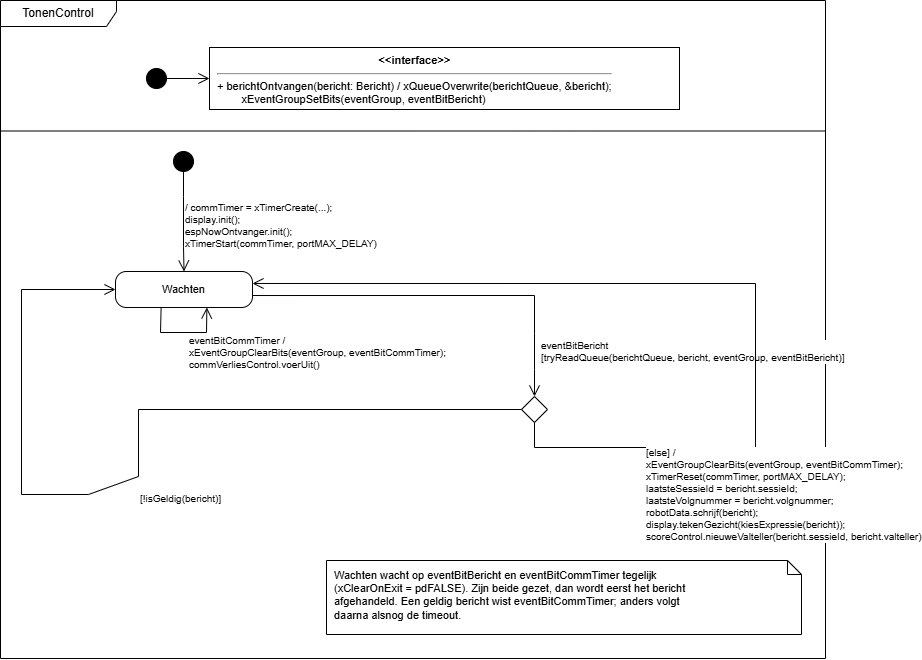 TonenControl
<<interface>>
+ berichtOntvangen(bericht: Bericht) / xQueueOverwrite(berichtQueue, &bericht);
xEventGroupSetBits(eventGroup, eventBitBericht)
/ commTimer = xTimerCreate(...);
display.init();
espNowOntvanger.init();
xTimerStart(commTimer, portMAX_DELAY)
Wachten
eventBitCommTimer /
xEventGroupClearBits(eventGroup, eventBitCommTimer);
commVerliesControl.voerUit()
eventBitBericht
[tryReadQueue(berichtQueue, bericht, eventGroup, eventBitBericht)]
[!isGeldig(bericht)]
[else] /
xEventGroupClearBits(eventGroup, eventBitCommTimer);
xTimerReset(commTimer, portMAX_DELAY);
laatsteSessieId = bericht.sessieId;
laatsteVolgnummer = bericht.volgnummer;
robotData.schrijf(bericht);
display.tekenGezicht(kiesExpressie(bericht));
scoreControl.nieuweValteller(bericht.sessieId, bericht.valteller)
Wachten wacht op eventBitBericht en eventBitCommTimer tegelijk
(xClearOnExit = pdFALSE). Zijn beide gezet, dan wordt eerst het bericht
afgehandeld. Een geldig bericht wist eventBitCommTimer; anders volgt
daarna alsnog de timeout.